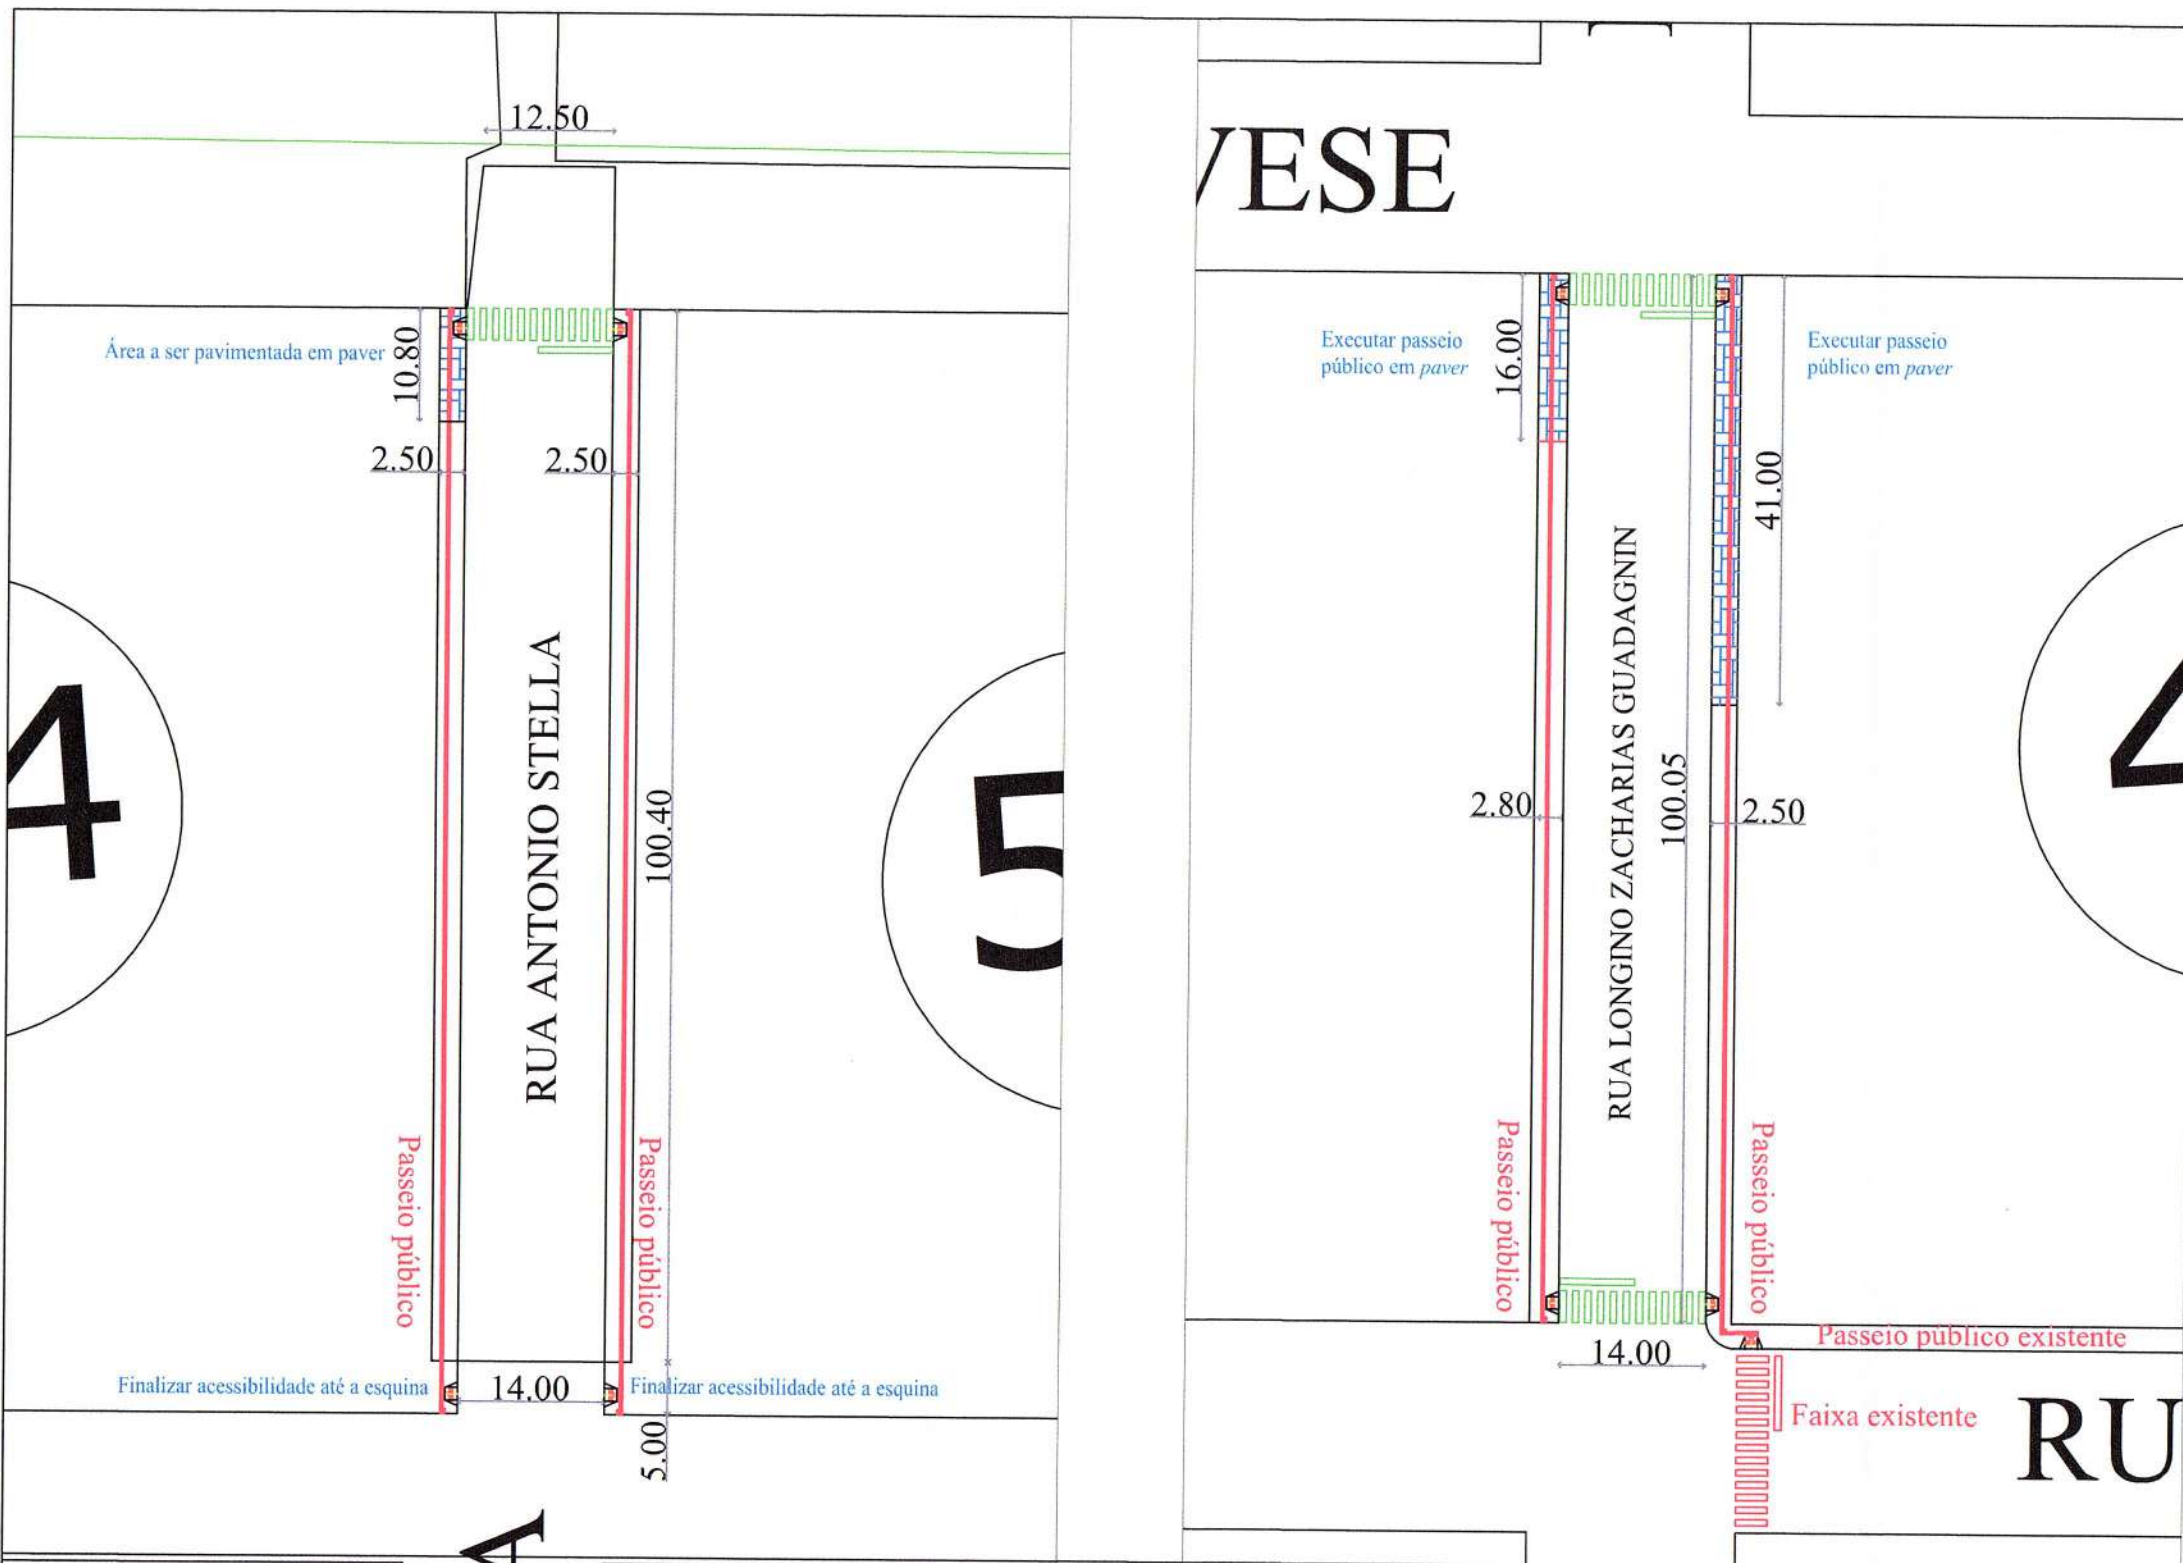 12.50
Área a ser pavimentada em paver
10.80
2.50
2.50
4
RUA ANTONIO STELLA
100.40
5
Passeio público
Passeio público
Finalizar acessibilidade até a esquina
14.00
Finalizar acessibilidade até a esquina
5.00
A
VESE
Executar passeio
público em paver
16.00
Executar passeio
público em paver
41.00
RUA LONGINO ZACHARIAS GUADAGNIN
100.05
2.80
2.50
4
Passeio público
Passeio público
14.00
Passeio público existente
Faixa existente
RU